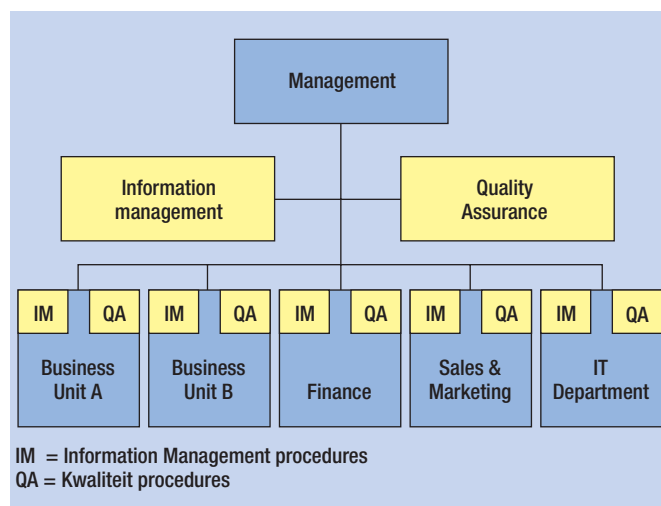 Management
Information
management
Quality
Assurance
IM QA
Business
Unit A
IM QA
Business
Unit B
IM QA
Finance
IM QA
Sales &
Marketing
IM QA
IT
Department
IM = Information Management procedures
QA = Kwaliteit procedures